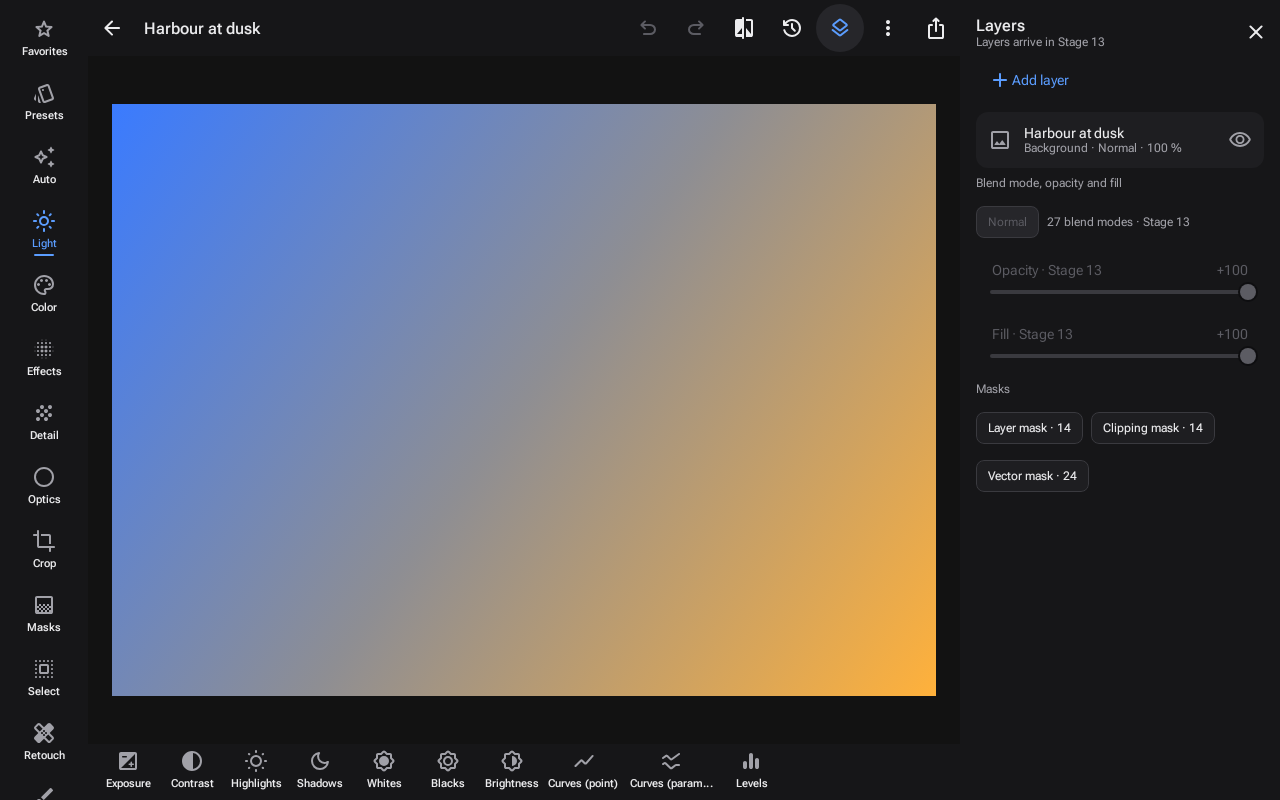 Favorites
Presets
Auto
Light
Color
Effects
Detail
Optics
Crop
Masks
Select
Retouch
Harbour at dusk
Layers
Layers arrive in Stage 13
Add layer
Harbour at dusk
Background · Normal · 100 %
Blend mode, opacity and fill
Normal
27 blend modes · Stage 13
Opacity · Stage 13 +100
Fill · Stage 13 +100
Masks
Layer mask · 14
Clipping mask · 14
Vector mask · 24
Exposure
Contrast
Highlights
Shadows
Whites
Blacks
Brightness
Curves (point)
Curves (param...
Levels